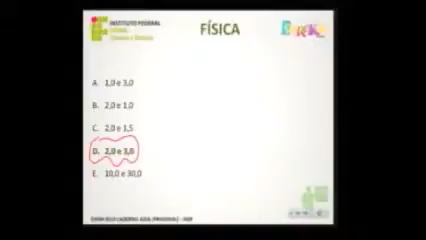 INSTITUTO FEDERAL
FÍSICA
A. 1,0 e 3,0
B. 2,0 e 1,0
C. 2,0 e 1,5
D. 2,0 e 3,0
E. 10,0 e 30,0